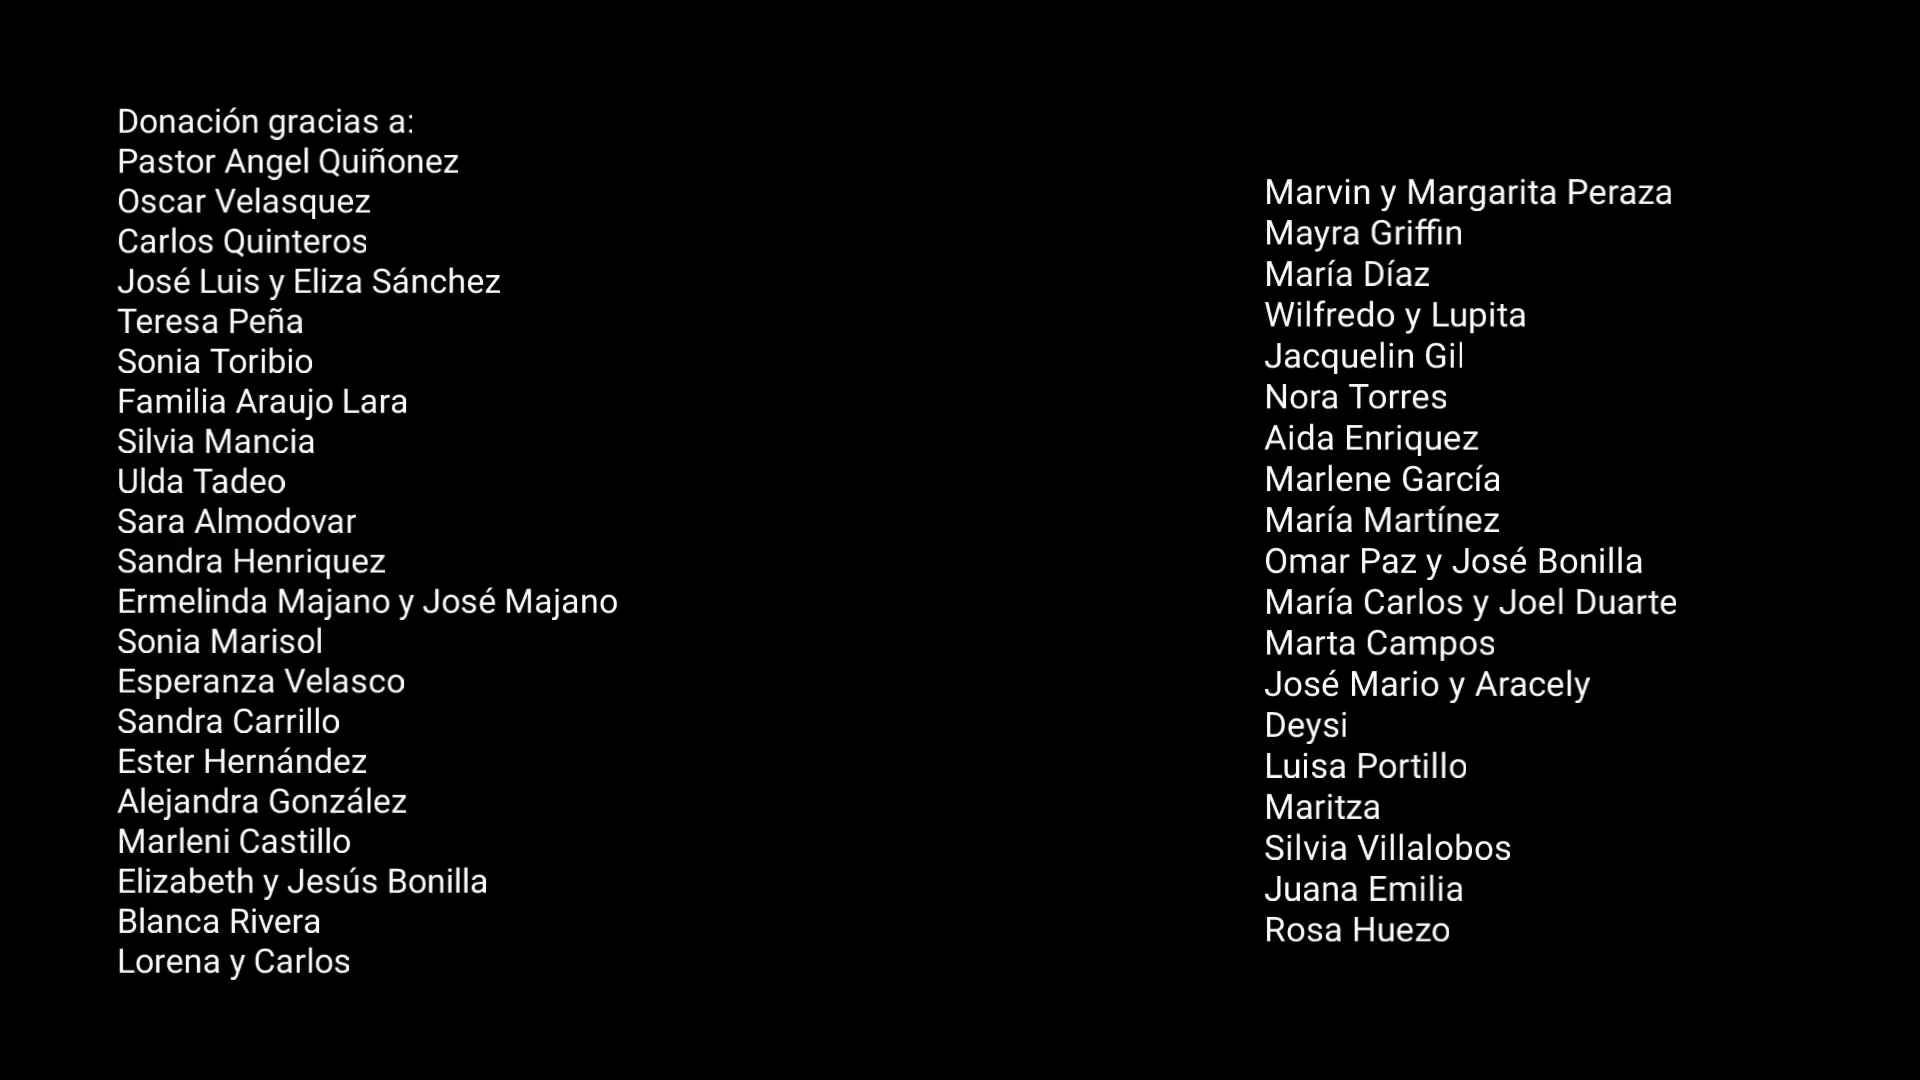 Donación gracias a:
Pastor Angel Quiñonez
Oscar Velasquez
Carlos Quinteros
José Luis y Eliza Sánchez
Teresa Peña
Sonia Toribio
Familia Araujo Lara
Silvia Mancia
Ulda Tadeo
Sara Almodovar
Sandra Henriquez
Ermelinda Majano y José Majano
Sonia Marisol
Esperanza Velasco
Sandra Carrillo
Ester Hernández
Alejandra González
Marleni Castillo
Elizabeth y Jesús Bonilla
Blanca Rivera
Lorena y Carlos
Marvin y Margarita Peraza
Mayra Griffin
María Díaz
Wilfredo y Lupita
Jacquelin Gil
Nora Torres
Aida Enriquez
Marlene García
María Martínez
Omar Paz y José Bonilla
María Carlos y Joel Duarte
Marta Campos
José Mario y Aracely
Deysi
Luisa Portillo
Maritza
Silvia Villalobos
Juana Emilia
Rosa Huezo